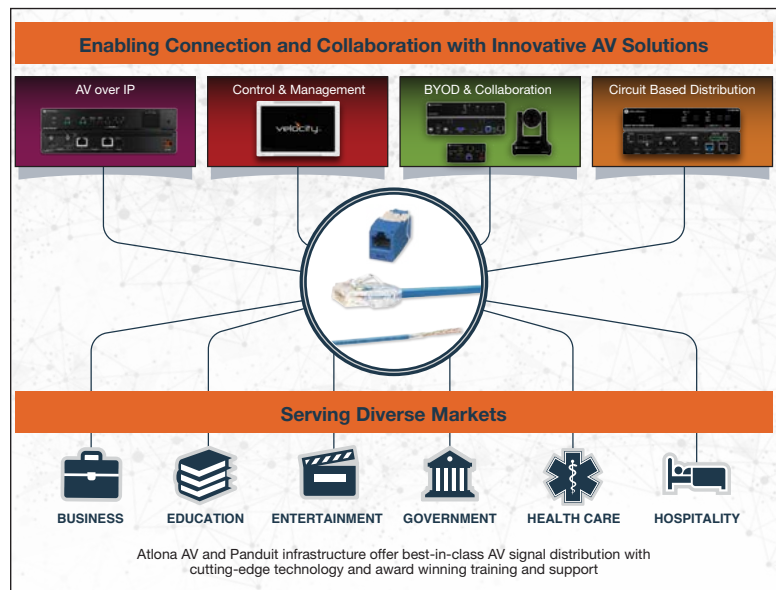 Enabling Connection and Collaboration with Innovative AV Solutions
AV over IP
Control & Management
BYOD & Collaboration
Circuit Based Distribution
velocity
Serving Diverse Markets
BUSINESS
EDUCATION
ENTERTAINMENT
GOVERNMENT
HEALTH CARE
HOSPITALITY
Atlona AV and Panduit infrastructure offer best-in-class AV signal distribution with
cutting-edge technology and award winning training and support